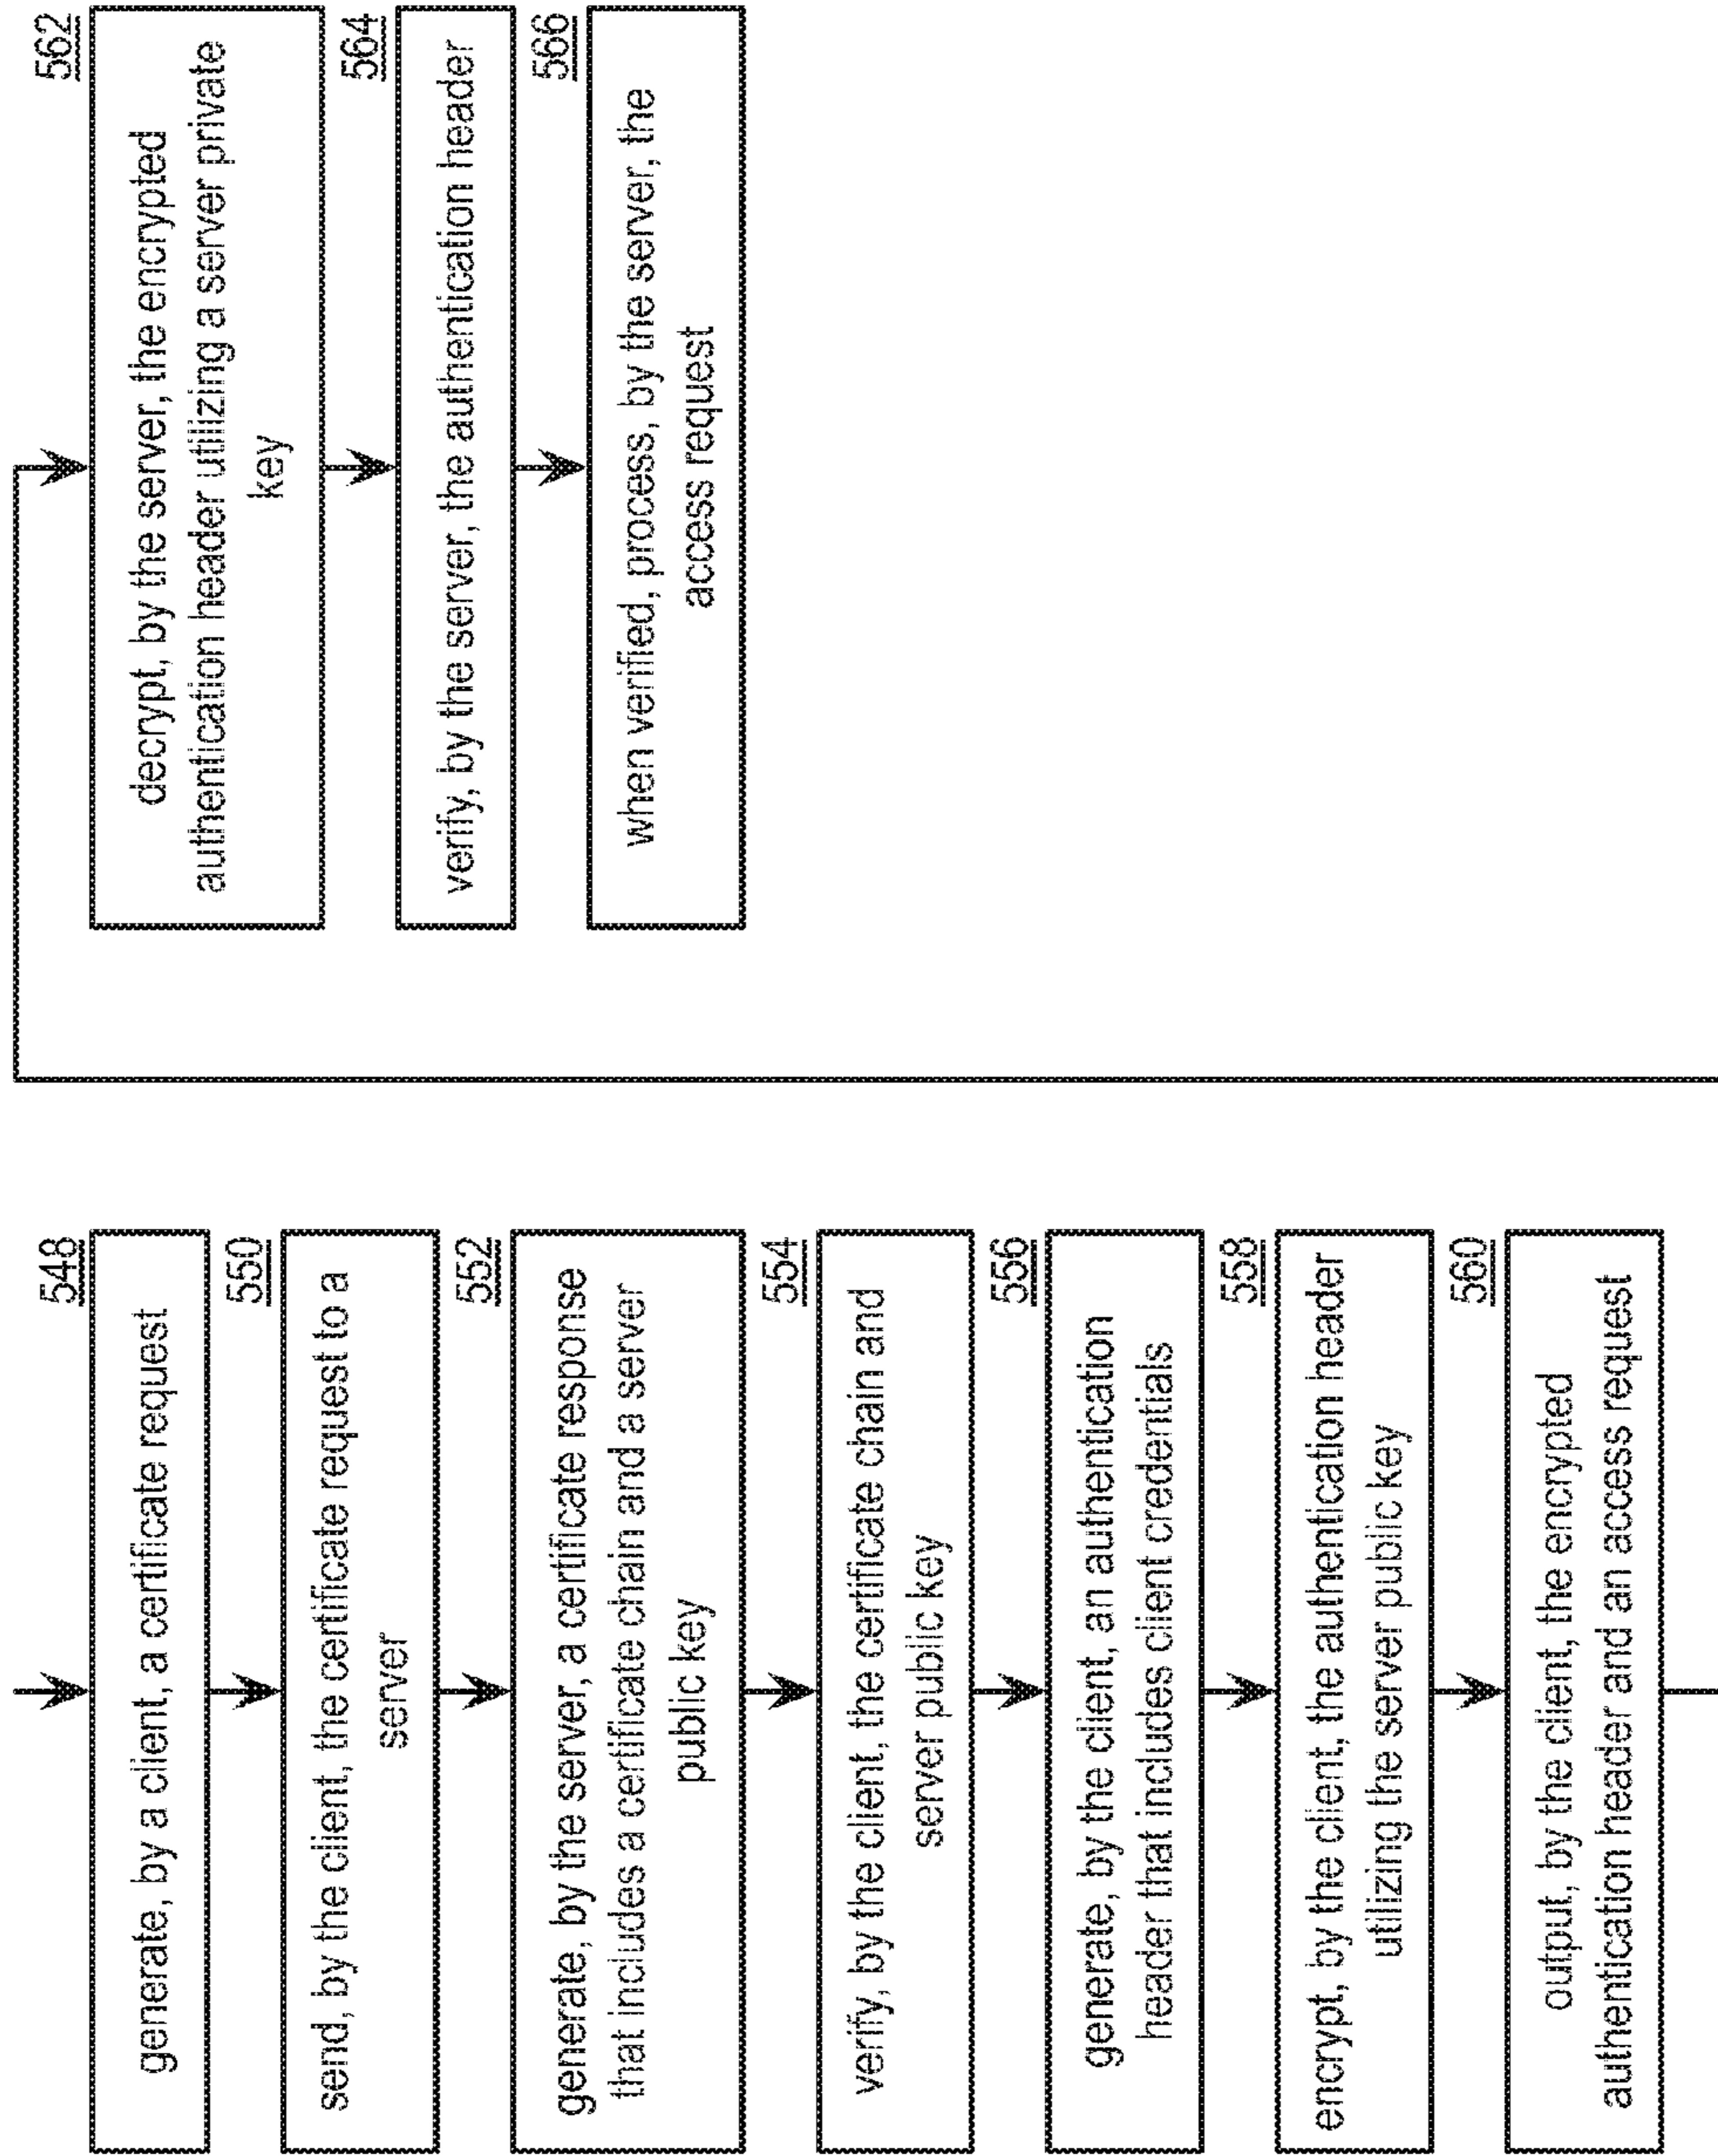 548
generate, by a client, a certificate request
550
send, by the client, the certificate request to a
server
552
generate, by the server, a certificate response
that includes a certificate chain and a server
public key
554
verify, by the client, the certificate chain and
server public key
556
generate, by the client, an authentication
header that includes client credentials
558
encrypt, by the client, the authentication header
utilizing the server public key
560
output, by the client, the encrypted
authentication header and an access request
562
decrypt, by the server, the encrypted
authentication header utilizing a server private
key
564
verify, by the server, the authentication header
566
when verified, process, by the server, the
access request